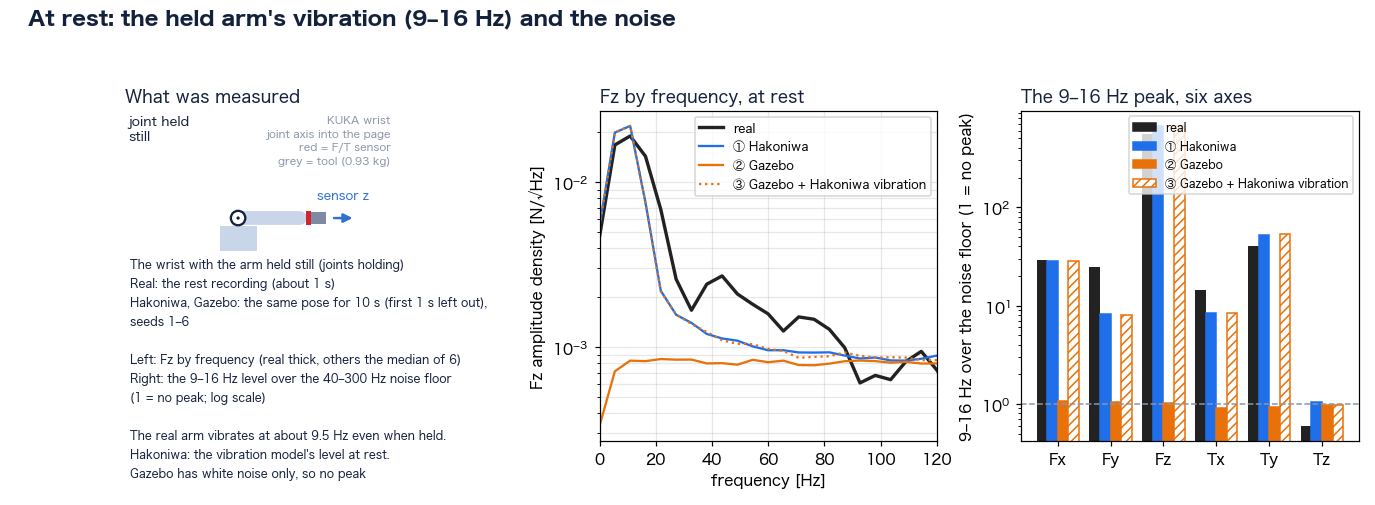 At rest: the held arm's vibration (9–16 Hz) and the noise
What was measured
joint held
still
KUKA wrist
joint axis into the page
red = F/T sensor
grey = tool (0.93 kg)
sensor z
The wrist with the arm held still (joints holding)
Real: the rest recording (about 1 s)
Hakoniwa, Gazebo: the same pose for 10 s (first 1 s left out),
seeds 1–6
Left: Fz by frequency (real thick, others the median of 6)
Right: the 9–16 Hz level over the 40–300 Hz noise floor
(1 = no peak; log scale)
The real arm vibrates at about 9.5 Hz even when held.
Hakoniwa: the vibration model's level at rest.
Gazebo has white noise only, so no peak
Fz by frequency, at rest
real
① Hakoniwa
② Gazebo
③ Gazebo + Hakoniwa vibration
Fz amplitude density [N/√Hz]
10⁻²
10⁻³
0 20 40 60 80 100 120
frequency [Hz]
The 9–16 Hz peak, six axes
real
① Hakoniwa
② Gazebo
③ Gazebo + Hakoniwa vibration
9–16 Hz over the noise floor (1 = no peak)
10²
10¹
10⁰
Fx Fy Fz Tx Ty Tz